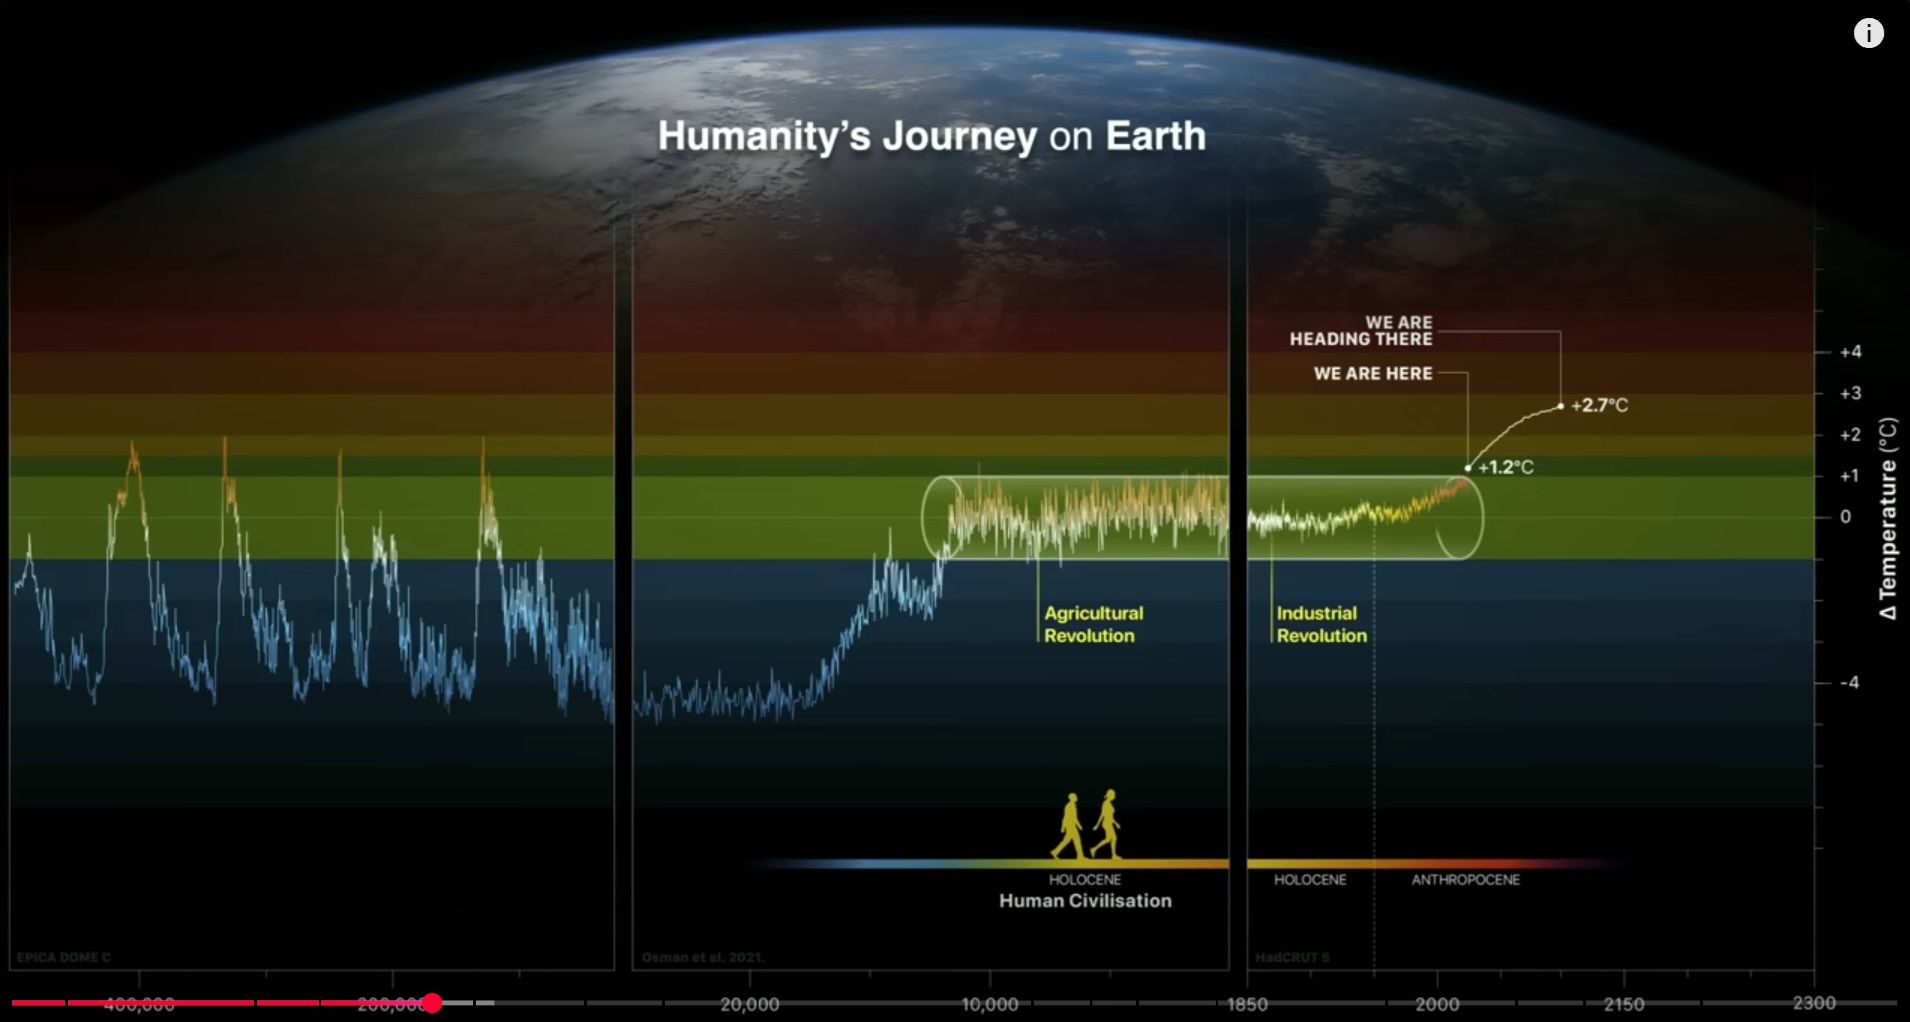 i
Humanity's Journey on Earth
WE ARE
HEADING THERE
WE ARE HERE
+2.7°C
+1.2°C
+4
+3
+2
+1
0
-4
Δ Temperature (°C)
Agricultural
Revolution
Industrial
Revolution
HOLOCENE
Human Civilisation
HOLOCENE
ANTHROPOCENE
EPICA DOME C
Osman et al. 2021.
HadCRUT 5
400,000
200,000
20,000
10,000
1850
2000
2150
2300